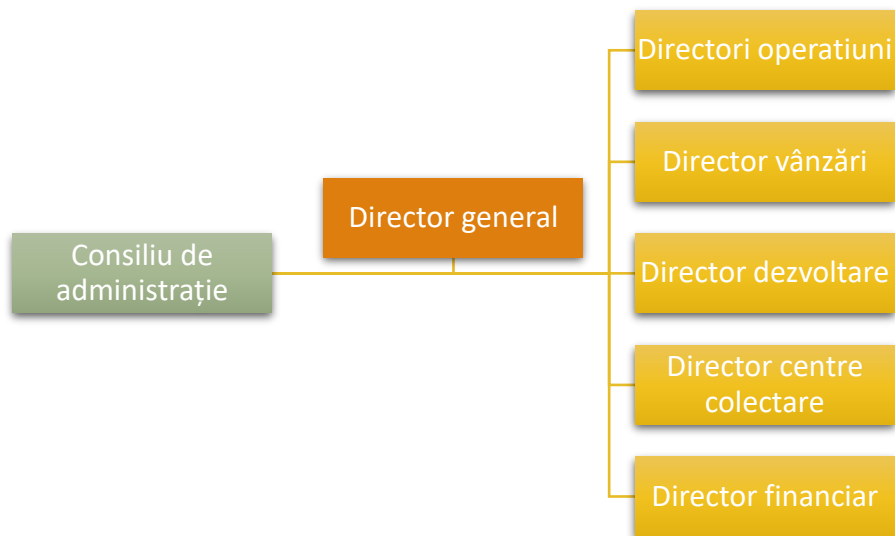 Consiliu de
administrație
Director general
Directori operatiuni
Director vânzări
Director dezvoltare
Director centre
colectare
Director financiar